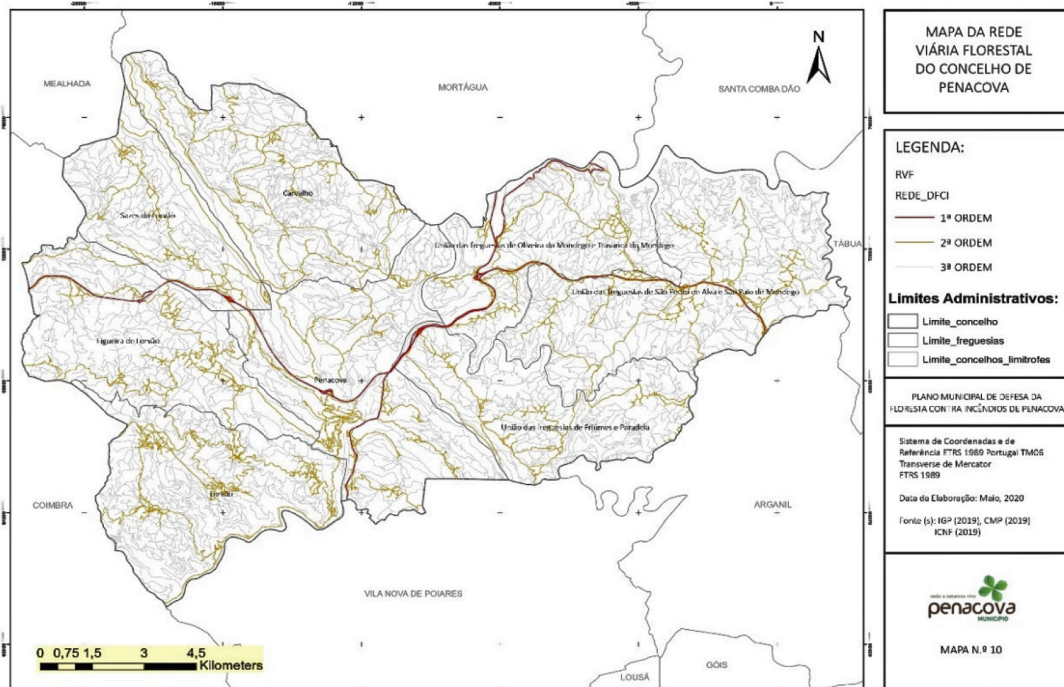 MAPA DA REDE
VIÁRIA FLORESTAL
DO CONCELHO DE
PENACOVA
LEGENDA:
RVF
REDE_DFCI
1ª ORDEM
2ª ORDEM
3ª ORDEM
Limites Administrativos:
Limite_concelho
Limite_freguesias
Limite_concelhos_limitrofes
PLANO MUNICIPAL DE DEFESA DA
FLORESTA CONTRA INCÊNDIOS DE PENACOVA
Sistema de Coordenadas e de
Referência ETRS 1989 Portugal TM06
Transverse de Mercator
ETRS 1989
Data da Elaboração: Maio, 2020
Fonte (s): IGP (2019), CMP (2019)
ICNF (2019)
penacova
MUNICÍPIO
MAPA N.º 10
N
MEALHADA
MORTÁGUA
SANTA COMBA DÃO
Carvalho
Sazes do Lorvão
União das freguesias de Oliveira do Mondego e Travanca do Mondego
TÁBUA
União das freguesias de São Pedro de Alva e São Paio de Mondego
Figueira de Lorvão
Penacova
União das freguesias de Friúmes e Paradela
Lorvão
COIMBRA
ARGANIL
VILA NOVA DE POIARES
LOUSÃ
GÓIS
0 0,75 1,5 3 4,5
Kilometers